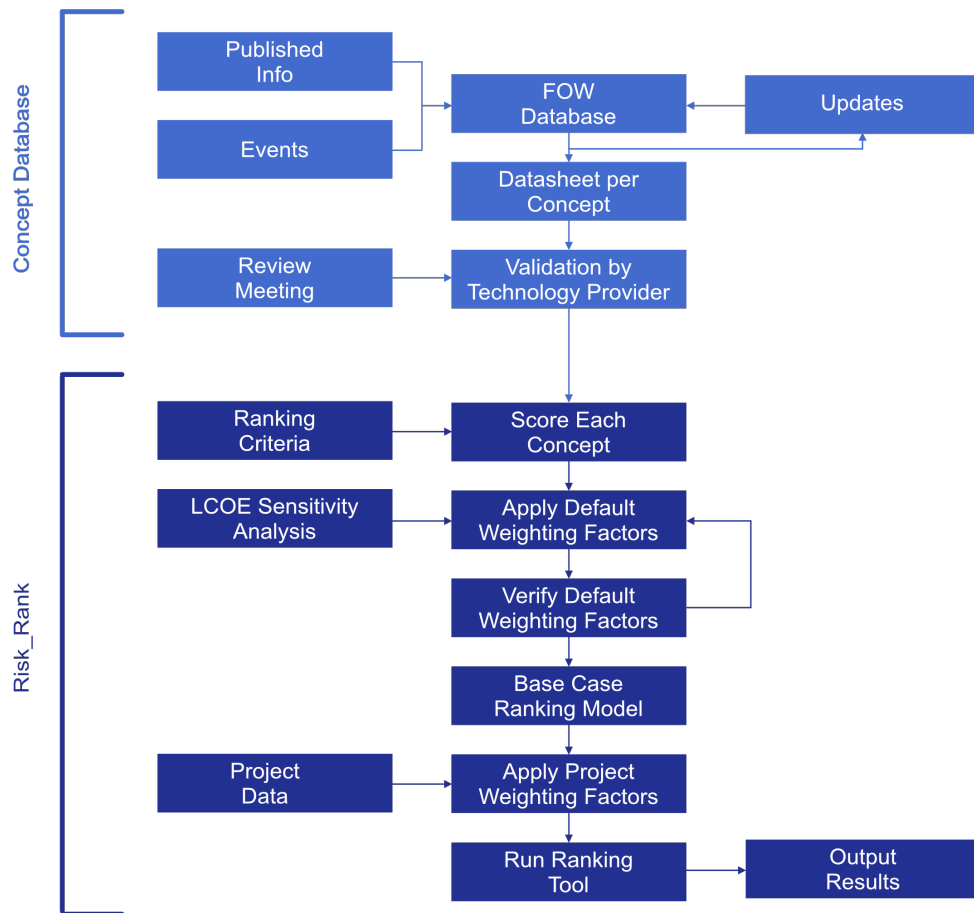 Concept Database
Published
Info
Events
FOW
Database
Updates
Datasheet per
Concept
Review
Meeting
Validation by
Technology Provider
Risk_Rank
Ranking
Criteria
Score Each
Concept
LCOE Sensitivity
Analysis
Apply Default
Weighting Factors
Verify Default
Weighting Factors
Base Case
Ranking Model
Project
Data
Apply Project
Weighting Factors
Run Ranking
Tool
Output
Results